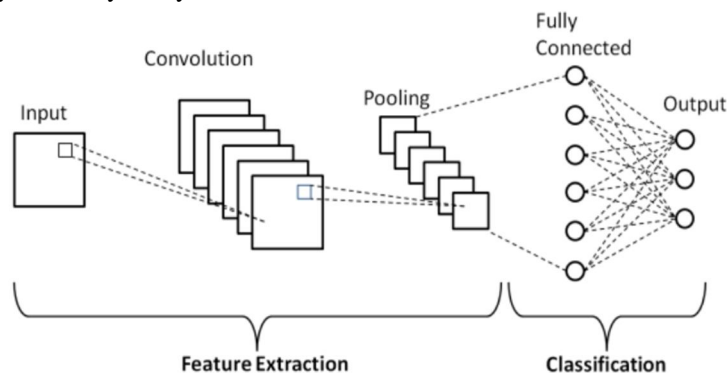 Input
Convolution
Pooling
Fully
Connected
Output
Feature Extraction
Classification